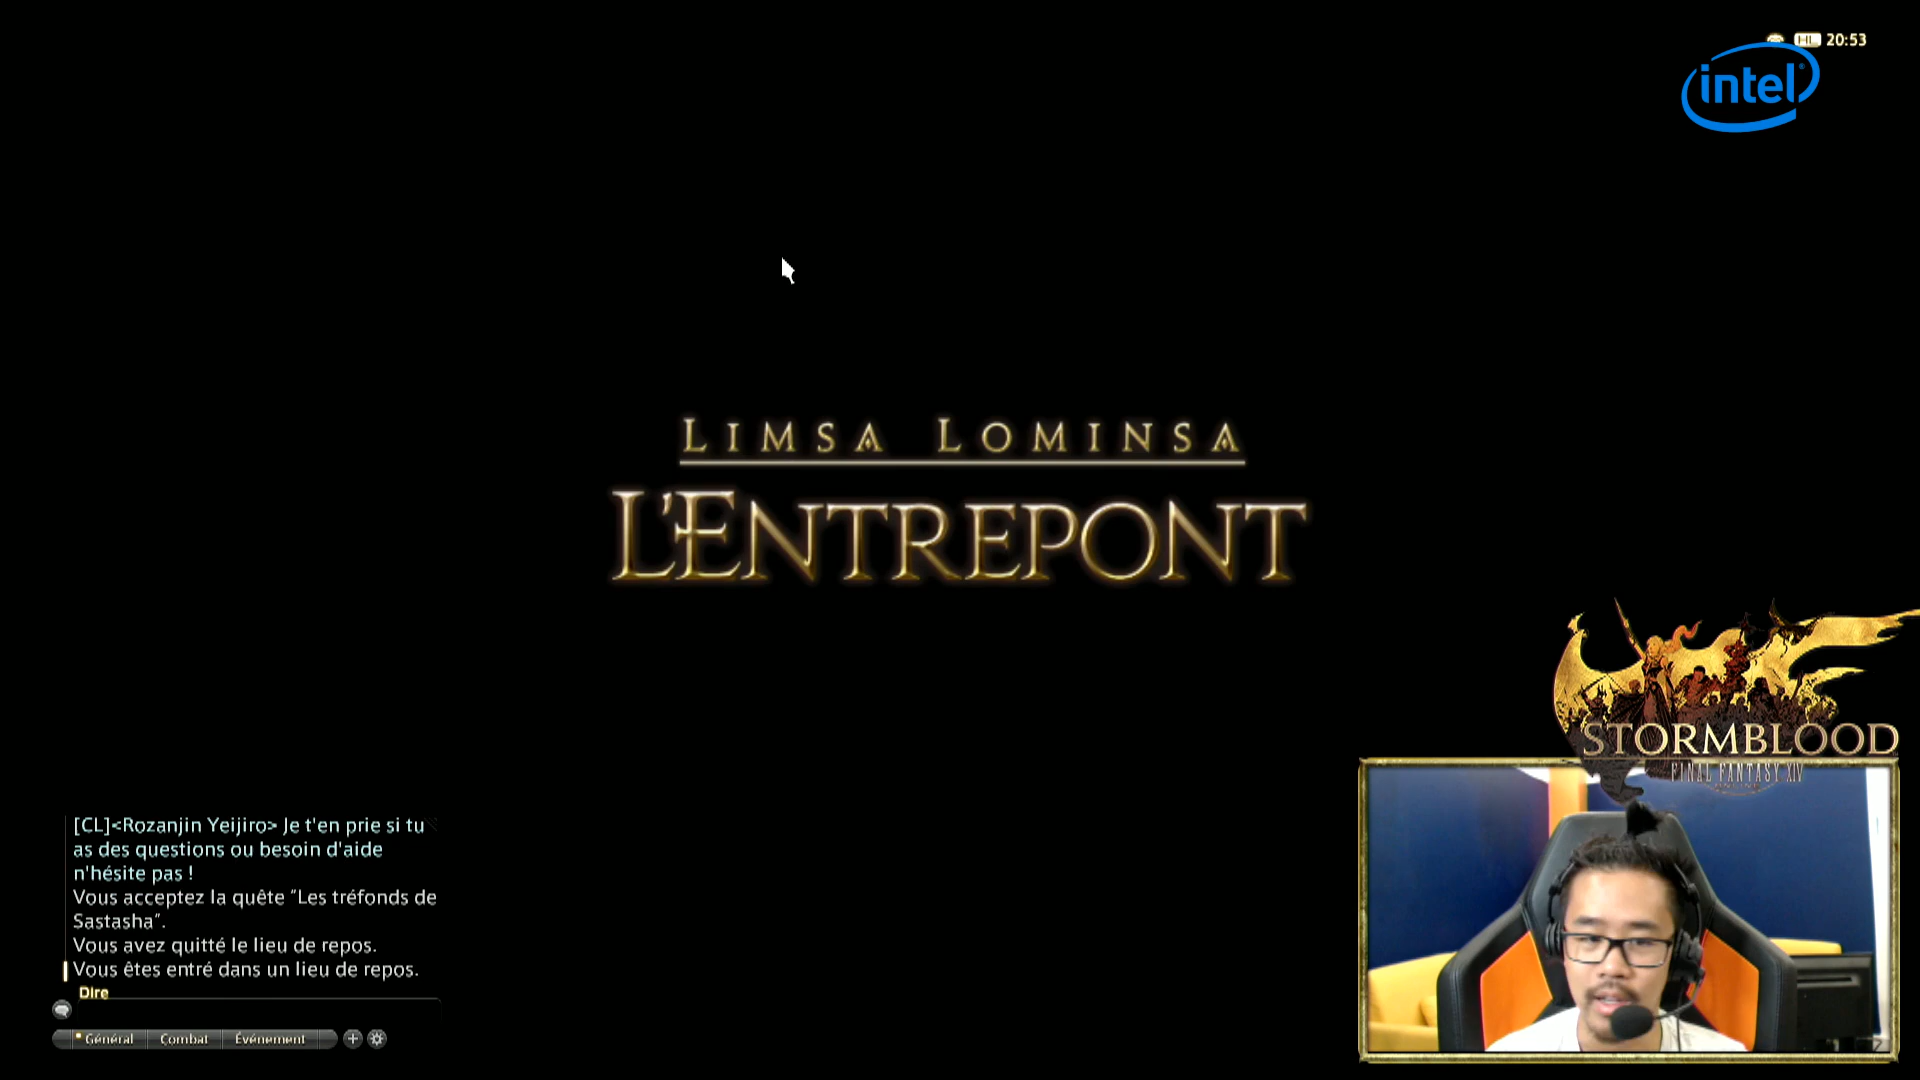 HL 20:53
intel
LIMSA LOMINSA
L'ENTREPONT
STORMBLOOD
FINAL FANTASY XIV
[CL]<Rozanjin Yeijiro> Je t'en prie si tu
as des questions ou besoin d'aide
n'hésite pas !
Vous acceptez la quête "Les tréfonds de
Sastasha".
Vous avez quitté le lieu de repos.
Vous êtes entré dans un lieu de repos.
Dire
Général Combat Événement